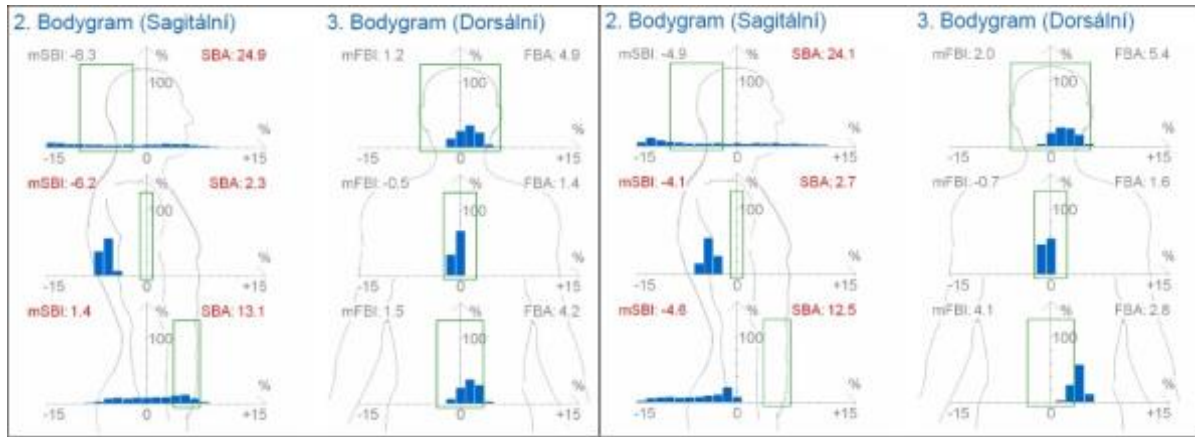 2. Bodygram (Sagitální)
mSBI: -6.3 % SBA: 24.9
100
%
-15 0 +15
mSBI: -6.2 % SBA: 2.3
100
%
-15 0 +15
mSBI: 1.4 % SBA: 13.1
100
%
-15 0 +15
3. Bodygram (Dorsální)
mFBI: 1.2 % FBA: 4.9
100
%
-15 0 +15
mFBI: -0.5 % FBA: 1.4
100
%
-15 0 +15
mFBI: 1.5 % FBA: 4.2
100
%
-15 0 +15
2. Bodygram (Sagitální)
mSBI: -4.9 % SBA: 24.1
100
%
-15 0 +15
mSBI: -4.1 % SBA: 2.7
100
%
-15 0 +15
mSBI: -4.6 % SBA: 12.5
100
%
-15 0 +15
3. Bodygram (Dorsální)
mFBI: 2.0 % FBA: 5.4
100
%
-15 0 +15
mFBI: -0.7 % FBA: 1.6
100
%
-15 0 +15
mFBI: 4.1 % FBA: 2.8
100
%
-15 0 +15